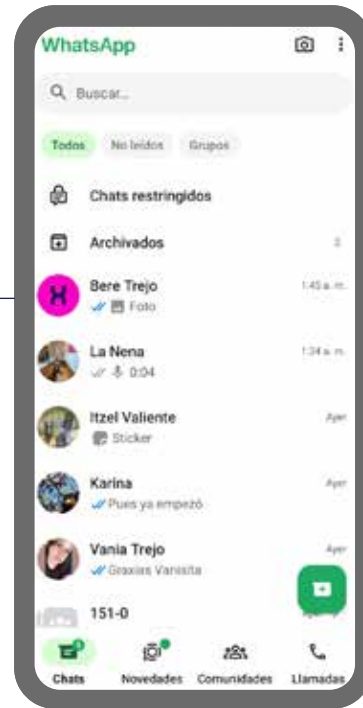 WhatsApp
Buscar...
Todos No leídos Grupos
Chats restringidos
Archivados 2
Bere Trejo 1:45 a. m.
Foto
La Nena 1:34 a. m.
0:04
Itzel Valiente Ayer
Sticker
Karina Ayer
Pues ya empezó
Vania Trejo Ayer
Graxias Vanisita
151-0
Chats Novedades Comunidades Llamadas